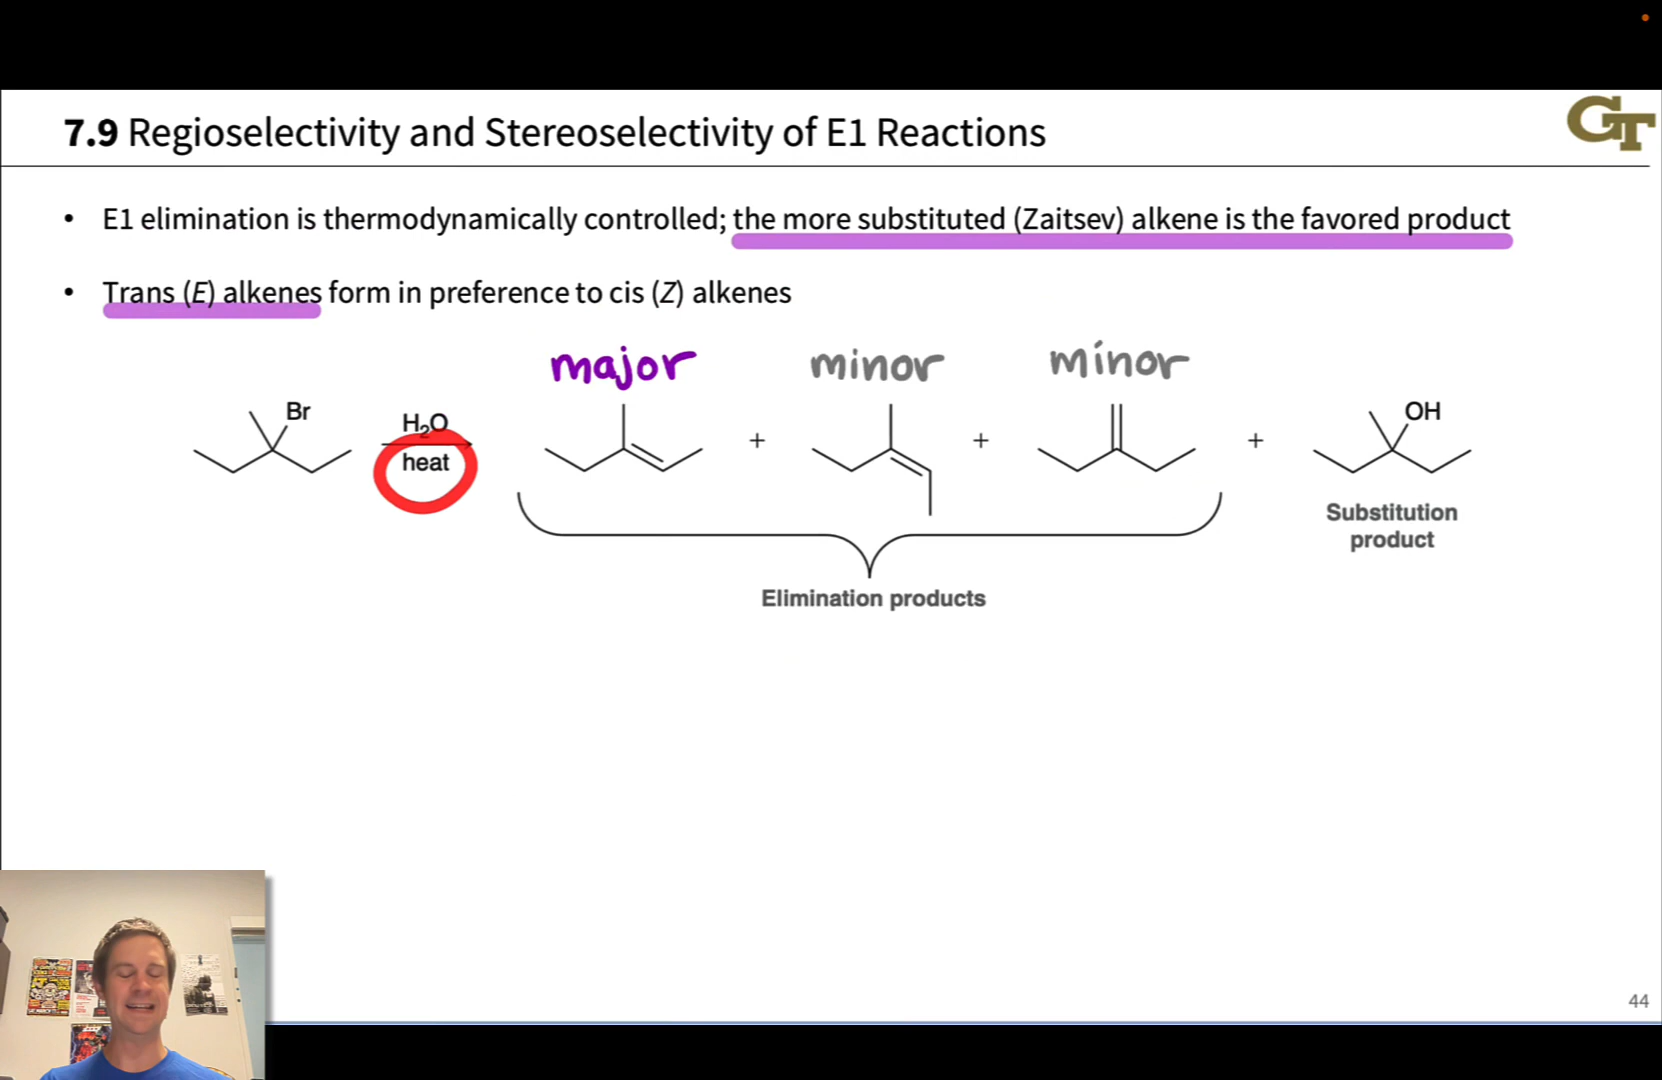 7.9 Regioselectivity and Stereoselectivity of E1 Reactions
GT
• E1 elimination is thermodynamically controlled; the more substituted (Zaitsev) alkene is the favored product
• Trans (E) alkenes form in preference to cis (Z) alkenes
major minor minor
Br H₂O + + + OH
heat
Substitution
product
Elimination products
44